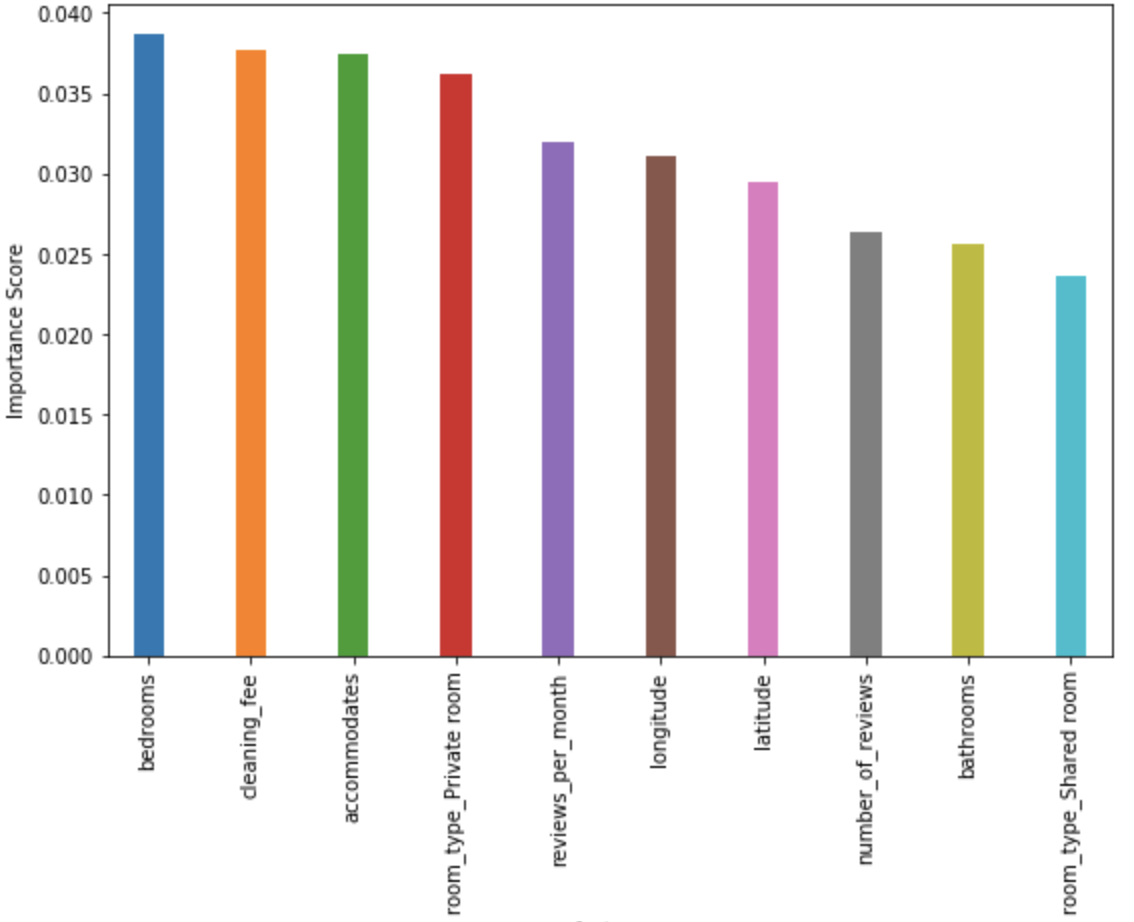 0.040
0.035
0.030
0.025
0.020
0.015
0.010
0.005
0.000
Importance Score
bedrooms
cleaning_fee
accommodates
room_type_Private room
reviews_per_month
longitude
latitude
number_of_reviews
bathrooms
room_type_Shared room